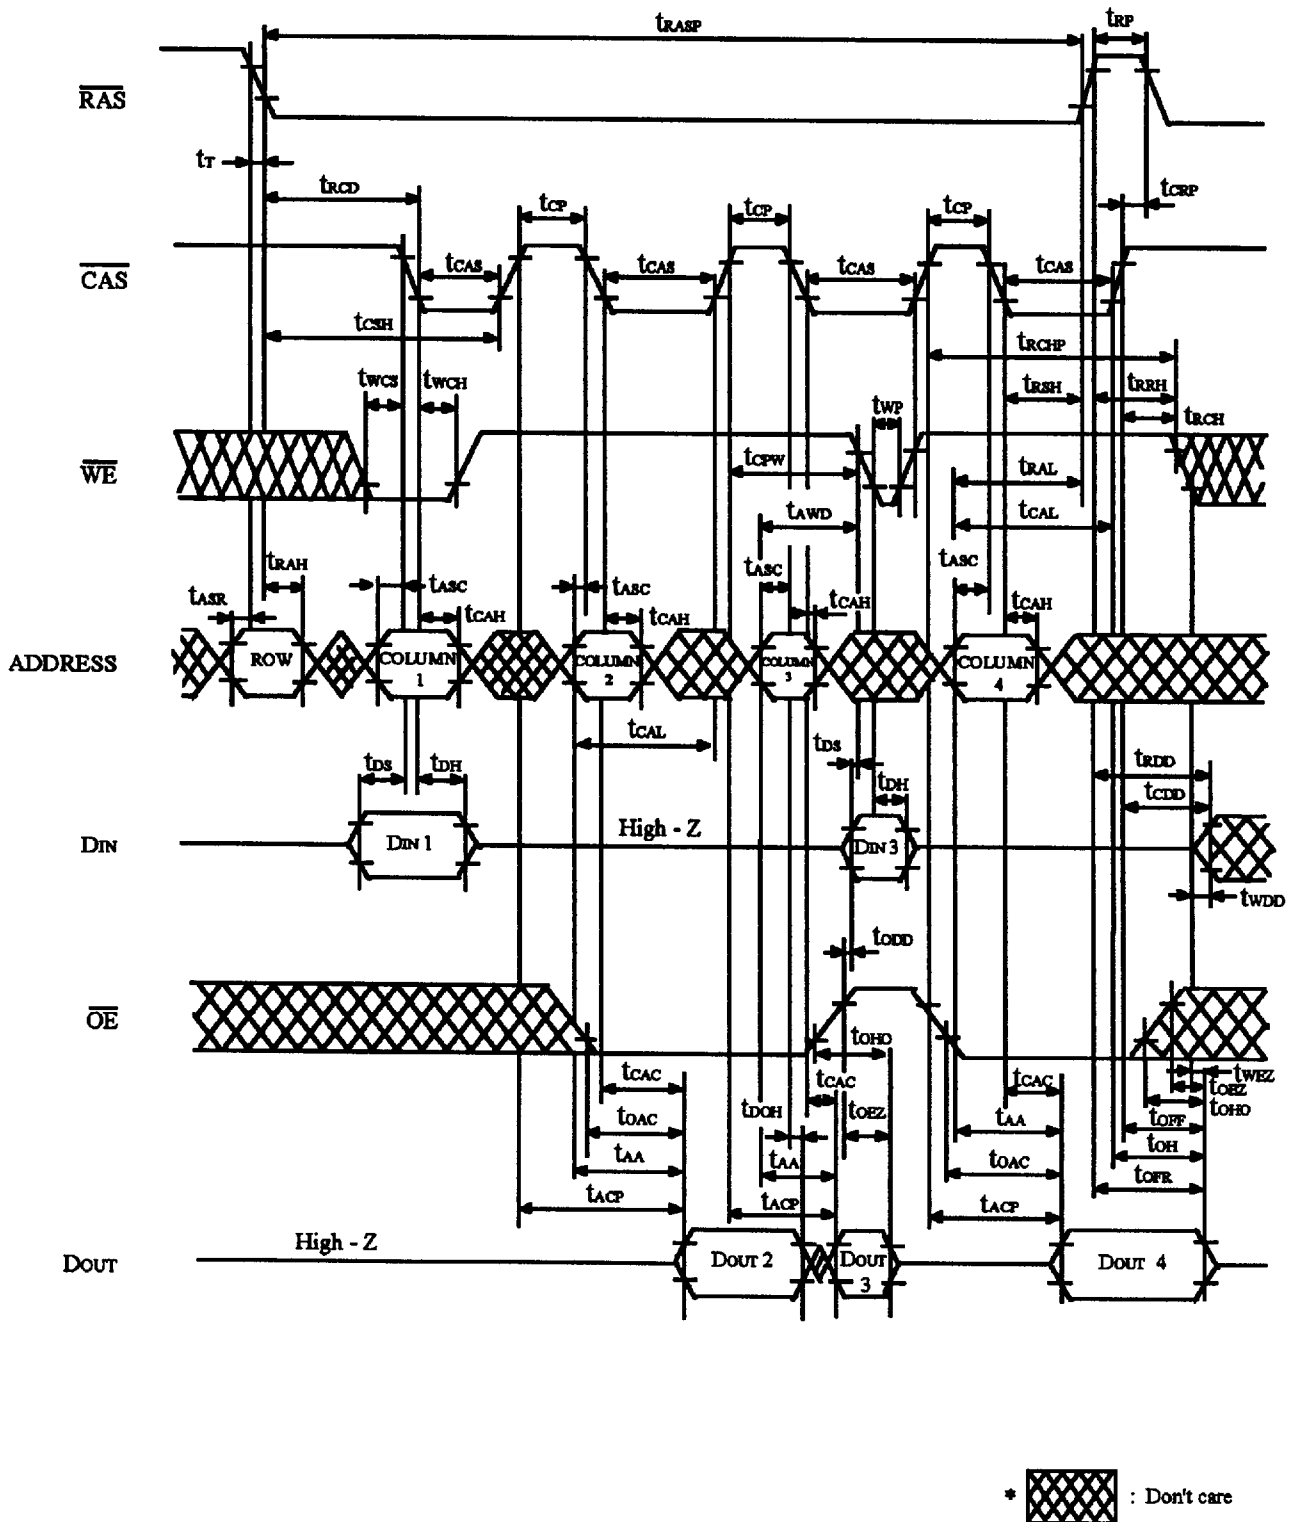 tRASP
tRP
RAS
tT
tRCD
tCP
tCP
tCP
tCRP
CAS
tCAS
tCAS
tCAS
tCAS
tCSH
tRCHP
tWCS
tWCH
tWP
tRSH
tRRH
tRCH
WE
tCPW
tRAL
tAWD
tCAL
tRAH
tASC
tASC
tASC
tASC
tASR
tCAH
tCAH
tCAH
tCAH
ADDRESS
ROW
COLUMN
1
COLUMN
2
COLUMN
3
COLUMN
4
tCAL
tDS
tDH
tDS
tDH
tRDD
tCDD
DIN
DIN 1
High - Z
DIN 3
tWDD
tODD
OE
tOHO
tCAC
tCAC
tCAC
tWEZ
tOEZ
tOHO
tOAC
tDOH
tOEZ
tAA
tOFF
tAA
tAA
tOAC
tOH
tACP
tACP
tACP
tOFR
High - Z
DOUT
DOUT 2
DOUT
3
DOUT 4
* : Don't care